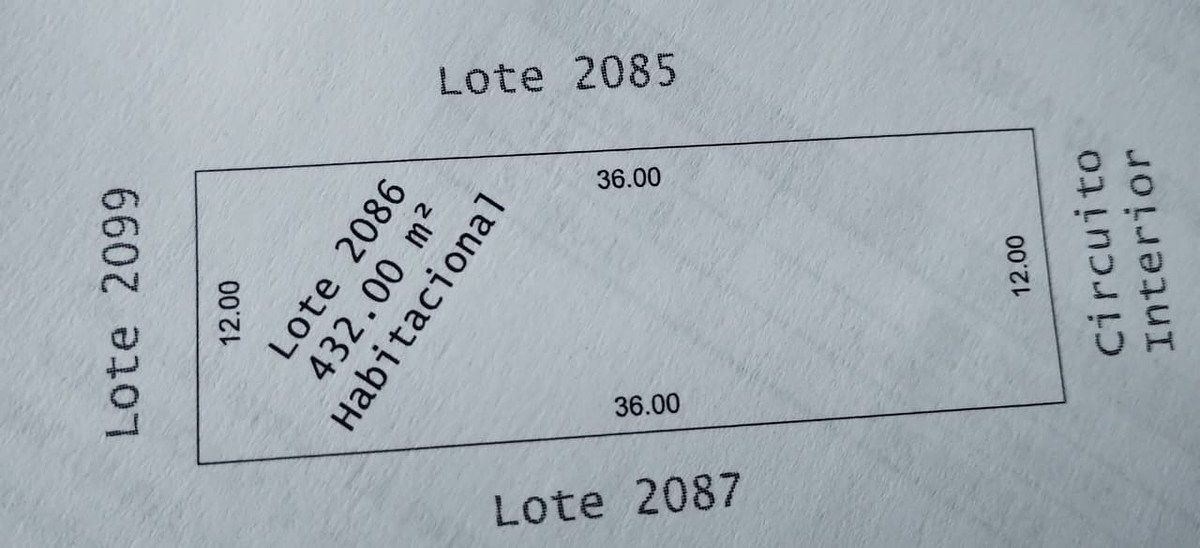 Lote 2085
36.00
Lote 2099
12.00
Lote 2086
432.00 m²
Habitacional
12.00
Circuito
Interior
36.00
Lote 2087